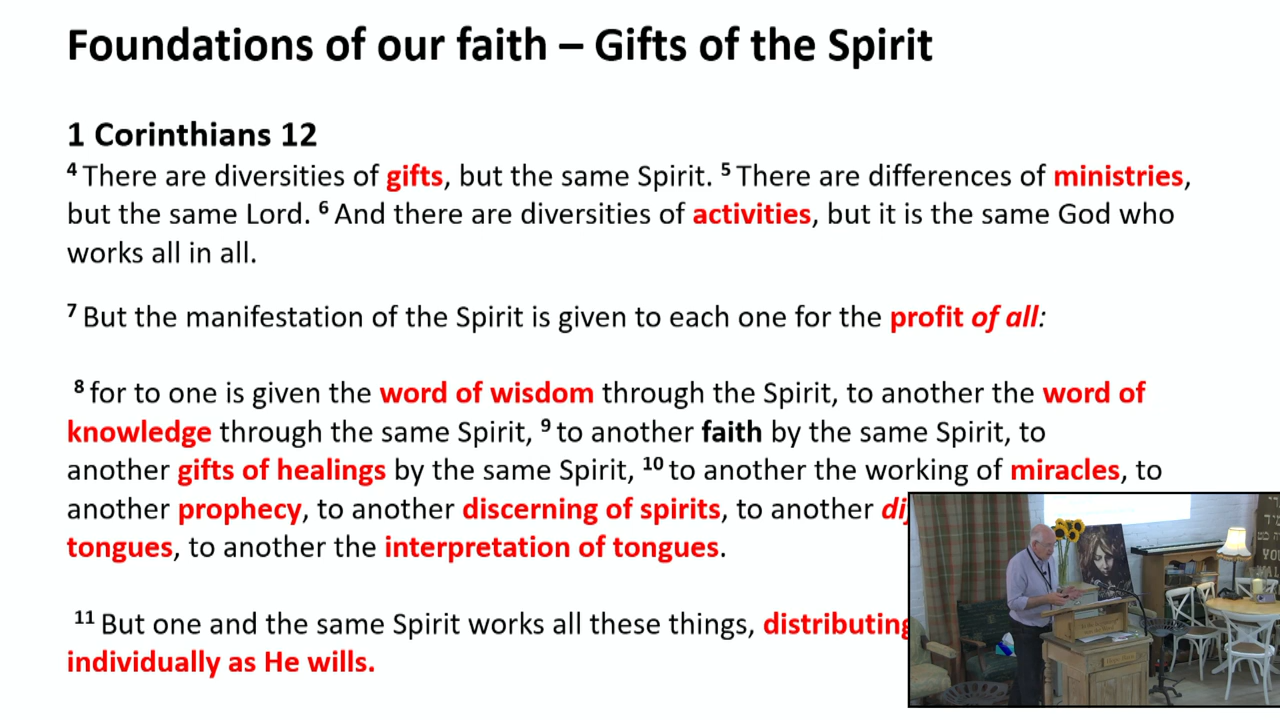 Foundations of our faith – Gifts of the Spirit
1 Corinthians 12
4 There are diversities of gifts, but the same Spirit. 5 There are differences of ministries,
but the same Lord. 6 And there are diversities of activities, but it is the same God who
works all in all.
7 But the manifestation of the Spirit is given to each one for the profit of all:
8 for to one is given the word of wisdom through the Spirit, to another the word of
knowledge through the same Spirit, 9 to another faith by the same Spirit, to
another gifts of healings by the same Spirit, 10 to another the working of miracles, to
another prophecy, to another discerning of spirits, to another
tongues, to another the interpretation of tongues.
11 But one and the same Spirit works all these things, distributing
individually as He wills.